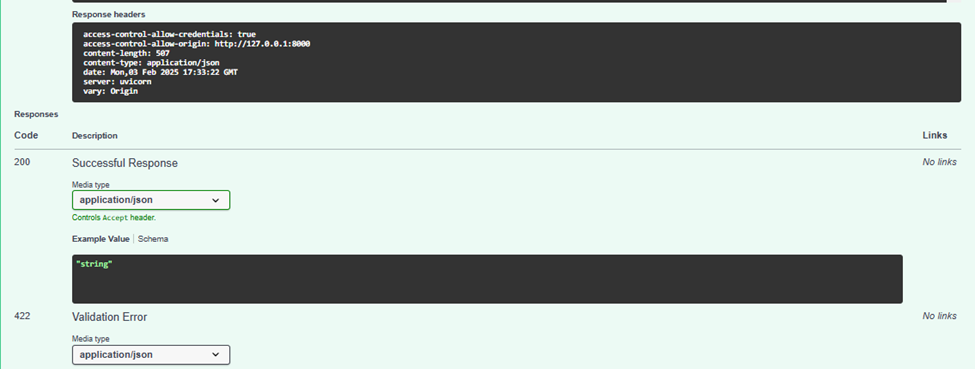 Response headers
access-control-allow-credentials: true
access-control-allow-origin: http://127.0.0.1:8000
content-length: 507
content-type: application/json
date: Mon,03 Feb 2025 17:33:22 GMT
server: uvicorn
vary: Origin
Responses
Code Description Links
200 Successful Response No links
Media type
application/json
Controls Accept header.
Example Value Schema
"string"
422 Validation Error No links
Media type
application/json